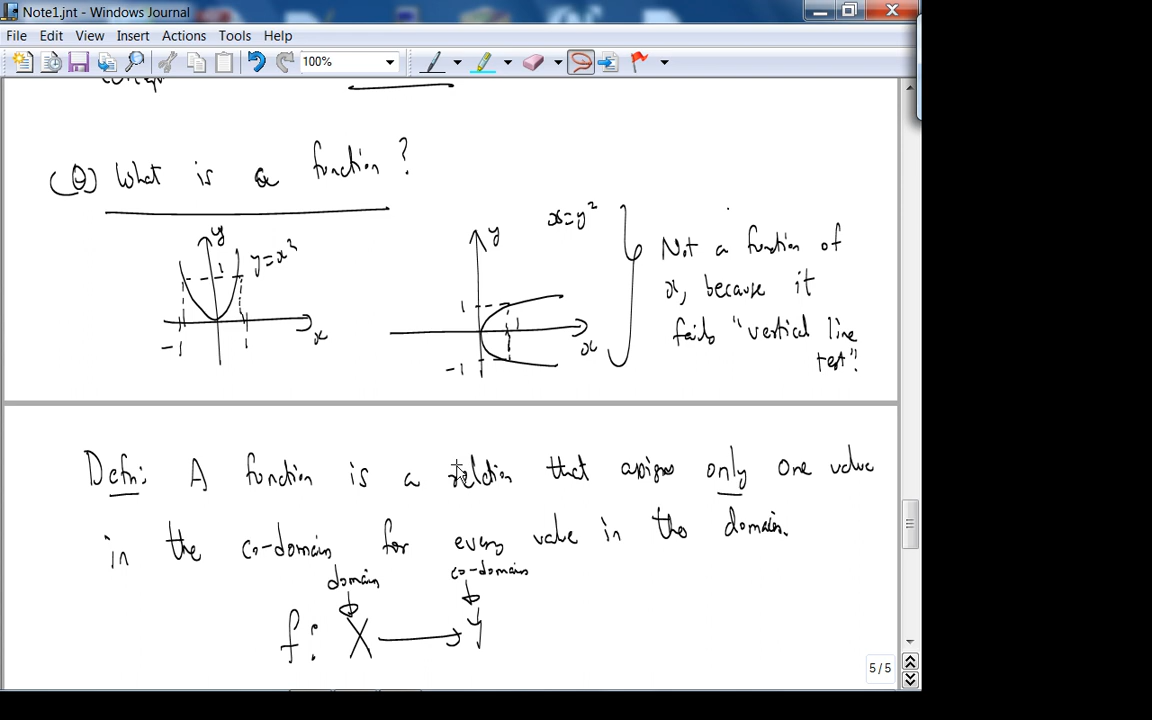 Note1.jnt - Windows Journal
File Edit View Insert Actions Tools Help
100%
(Q) What is a function?
y
y=x²
1
-1
1
x
y
x=y²
1
1
x
-1
Not a function of
x, because it
fails "vertical line
test".
Defn: A function is a relation that assigns only one value
in the co-domain for every value in the domain.
domain
co-domain
f: X → Y
5/5